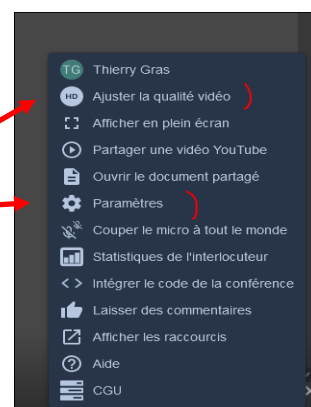 TG Thierry Gras
HD Ajuster la qualité vidéo
Afficher en plein écran
Partager une vidéo YouTube
Ouvrir le document partagé
Paramètres
Couper le micro à tout le monde
Statistiques de l'interlocuteur
Intégrer le code de la conférence
Laisser des commentaires
Afficher les raccourcis
Aide
CGU